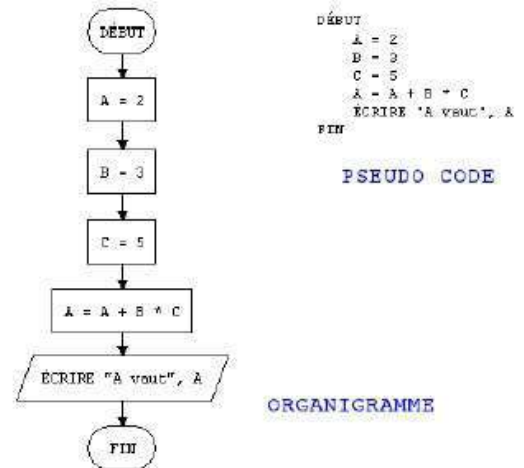 DÉBUT
A = 2
B = 3
C = 5
A = A + B * C
ÉCRIRE "A vaut", A
FIN
DÉBUT
A = 2
B = 3
C = 5
A = A + B * C
ÉCRIRE "A vaut", A
FIN
PSEUDO CODE
ORGANIGRAMME